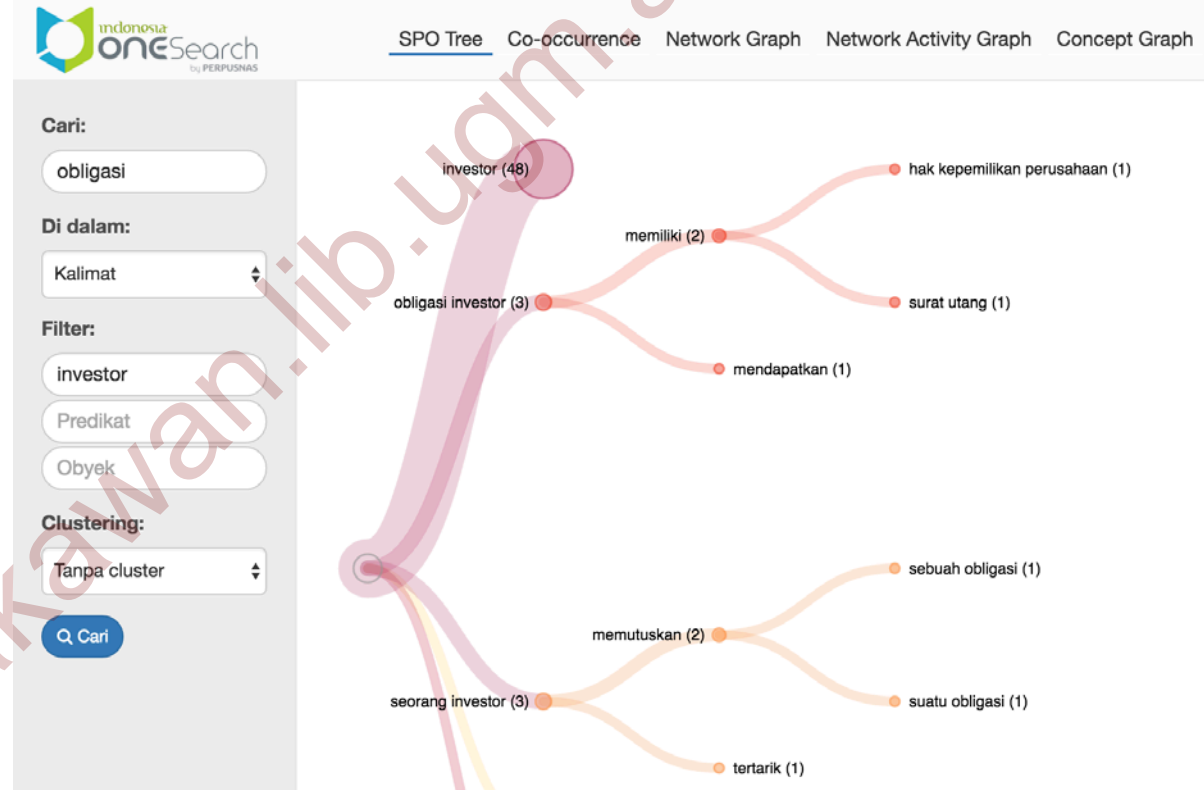 indonesia
OneSearch
by PERPUSNAS
SPO Tree Co-occurrence Network Graph Network Activity Graph Concept Graph
Cari:
obligasi
Di dalam:
Kalimat
Filter:
investor
Predikat
Obyek
Clustering:
Tanpa cluster
Cari
investor (48)
hak kepemilikan perusahaan (1)
memiliki (2)
obligasi investor (3)
surat utang (1)
mendapatkan (1)
sebuah obligasi (1)
memutuskan (2)
seorang investor (3)
suatu obligasi (1)
tertarik (1)